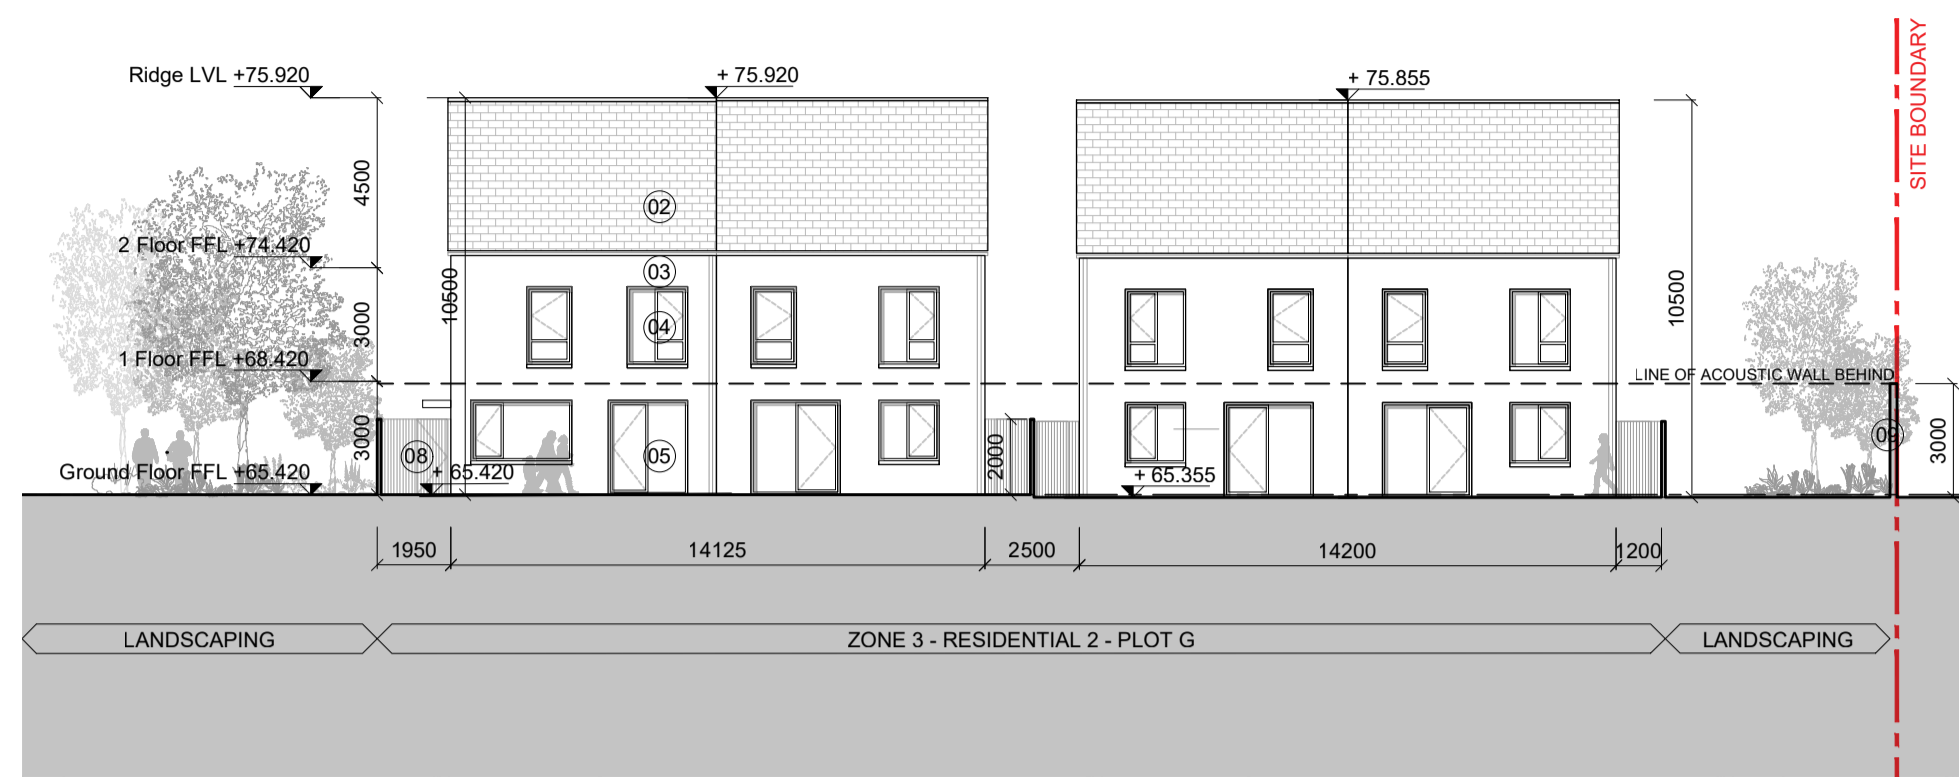 SITE BOUNDARY
Ridge LVL +75.920
+ 75.920
+ 75.855
4500
02
2 Floor FFL +74.420
03
10500
10500
3000
04
1 Floor FFL +68.420
LINE OF ACOUSTIC WALL BEHIND
3000
08
05
2000
09
3000
Ground Floor FFL +65.420
+ 65.420
+ 65.355
1950
14125
2500
14200
1200
LANDSCAPING
ZONE 3 - RESIDENTIAL 2 - PLOT G
LANDSCAPING